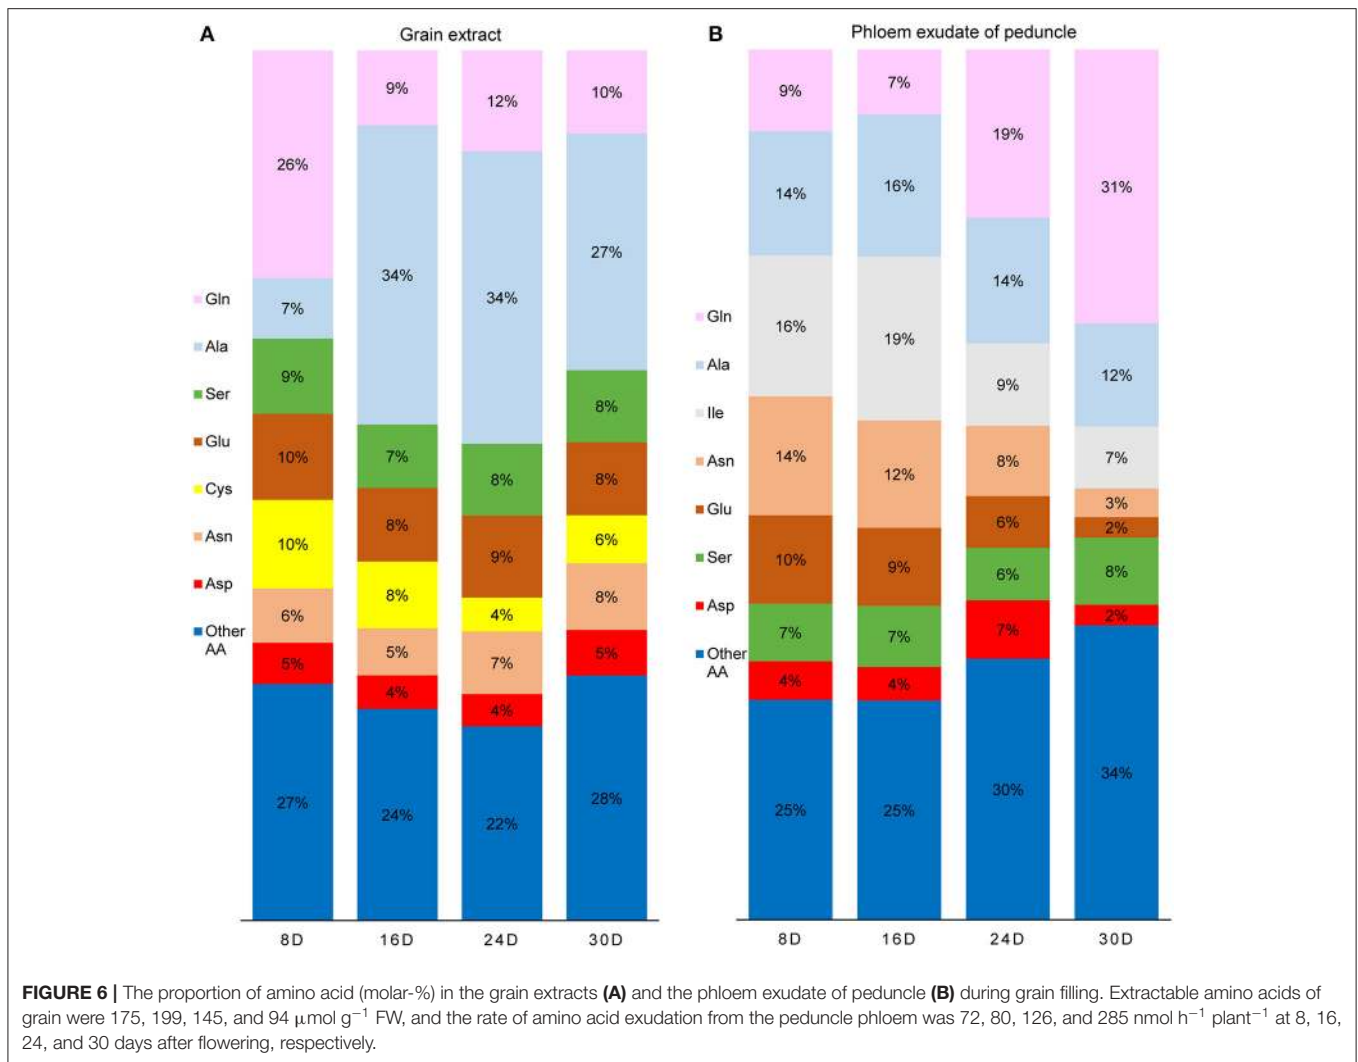 A
Grain extract
26%
7%
9%
10%
10%
6%
5%
27%
9%
34%
7%
8%
8%
5%
4%
24%
12%
34%
8%
9%
4%
7%
4%
22%
10%
27%
8%
8%
6%
8%
5%
28%
Gln
Ala
Ser
Glu
Cys
Asn
Asp
Other
AA
8D
16D
24D
30D
B
Phloem exudate of peduncle
9%
14%
16%
14%
10%
7%
4%
25%
7%
16%
19%
12%
9%
7%
4%
25%
19%
14%
9%
8%
6%
6%
7%
30%
31%
12%
7%
3%
2%
8%
2%
34%
Gln
Ala
Ile
Asn
Glu
Ser
Asp
Other
AA
8D
16D
24D
30D
FIGURE 6 | The proportion of amino acid (molar-%) in the grain extracts (A) and the phloem exudate of peduncle (B) during grain filling. Extractable amino acids of
grain were 175, 199, 145, and 94 μmol g⁻¹ FW, and the rate of amino acid exudation from the peduncle phloem was 72, 80, 126, and 285 nmol h⁻¹ plant⁻¹ at 8, 16,
24, and 30 days after flowering, respectively.